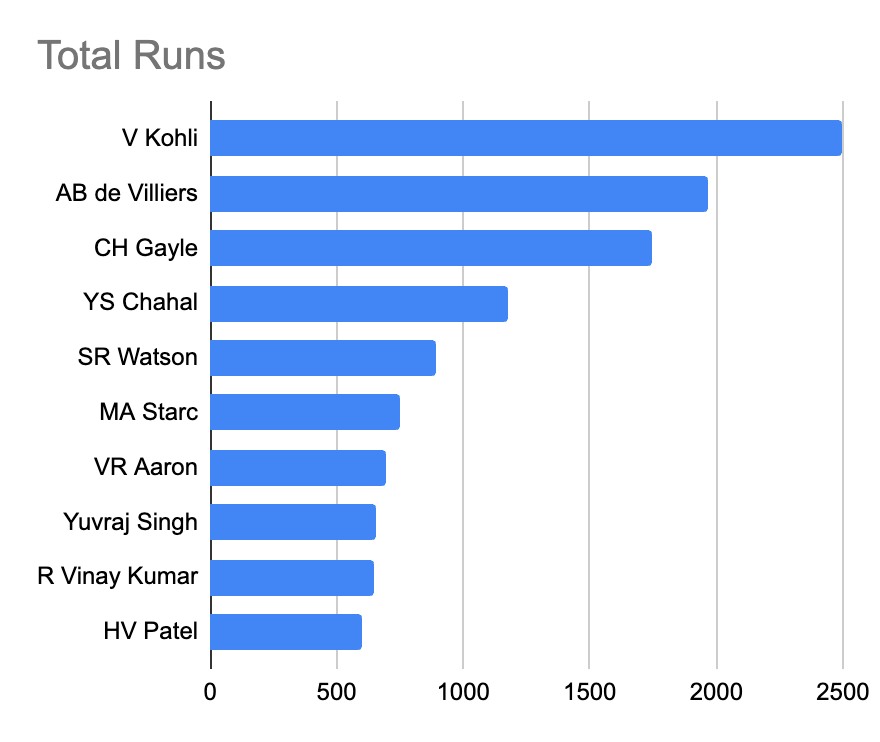 Total Runs
V Kohli
AB de Villiers
CH Gayle
YS Chahal
SR Watson
MA Starc
VR Aaron
Yuvraj Singh
R Vinay Kumar
HV Patel
0 500 1000 1500 2000 2500